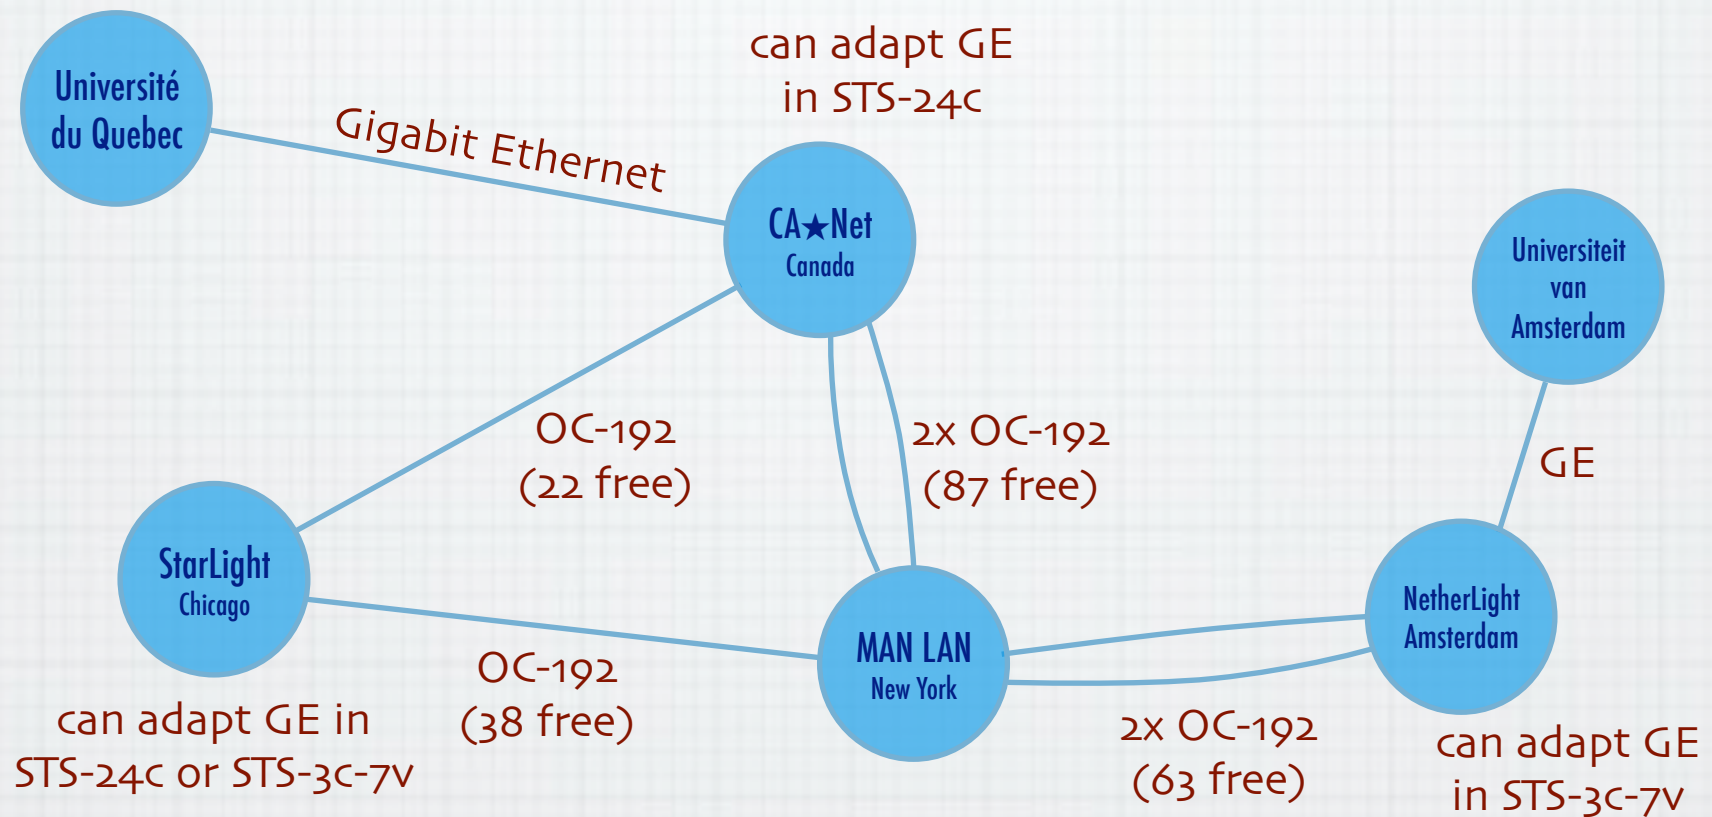 Université
du Quebec
Gigabit Ethernet
can adapt GE
in STS-24c
CA★Net
Canada
Universiteit
van
Amsterdam
OC-192
(22 free)
2x OC-192
(87 free)
GE
StarLight
Chicago
can adapt GE in
STS-24c or STS-3c-7v
OC-192
(38 free)
MAN LAN
New York
2x OC-192
(63 free)
NetherLight
Amsterdam
can adapt GE
in STS-3c-7v